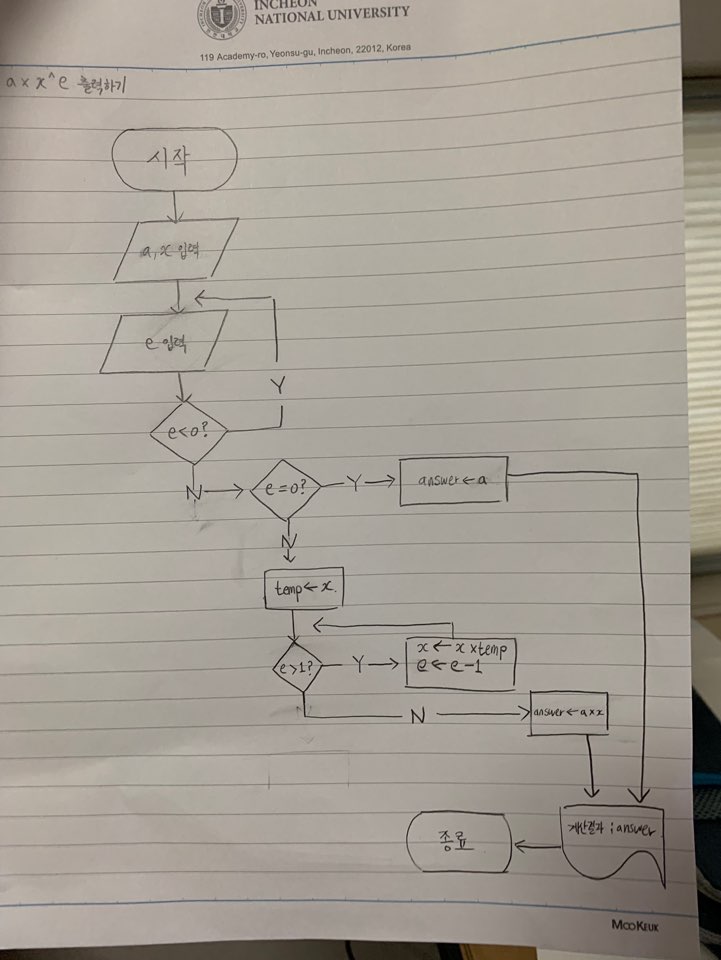 INCHEON
NATIONAL UNIVERSITY
119 Academy-ro, Yeonsu-gu, Incheon, 22012, Korea
a × x^e 출력하기
시작
a, x 입력
e 입력
Y
e<0?
N
e=0?
Y
answer ← a
N
temp ← x
e>1?
Y
x ← x × temp
e ← e-1
N
answer ← a×x
계산결과 : answer
종료
MOOKEUK